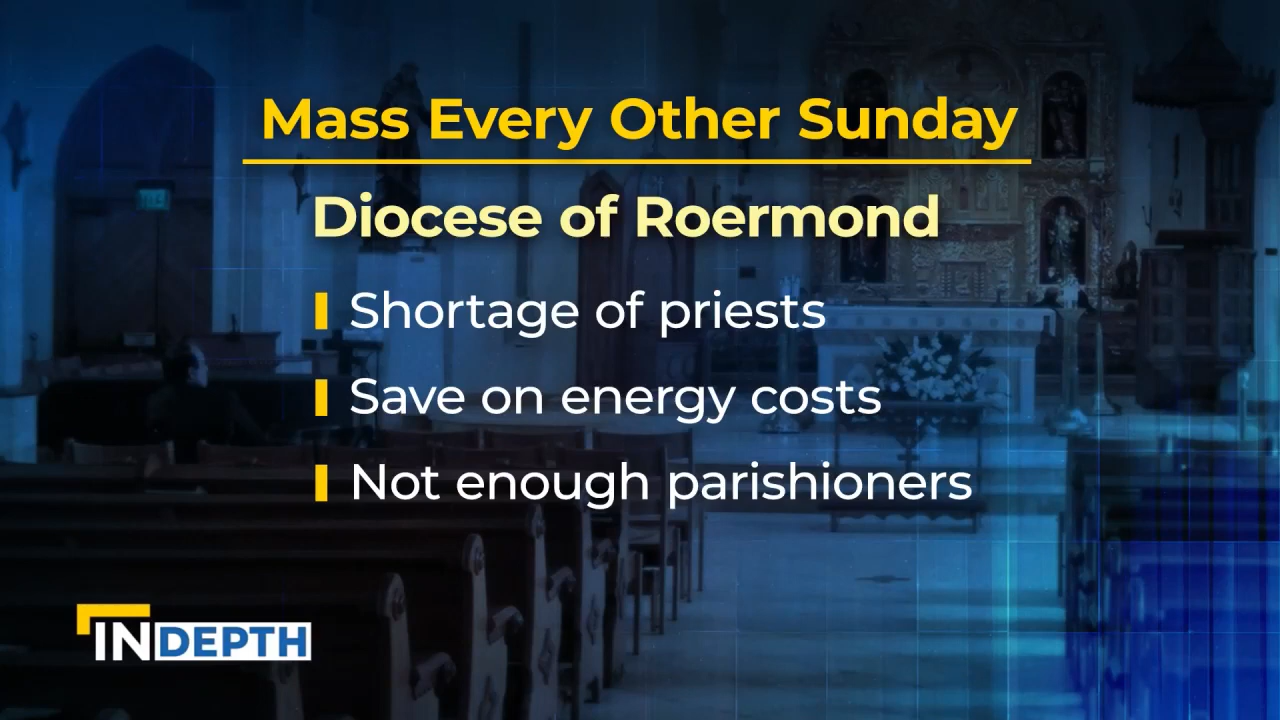 Mass Every Other Sunday
Diocese of Roermond
Shortage of priests
Save on energy costs
Not enough parishioners
INDEPTH